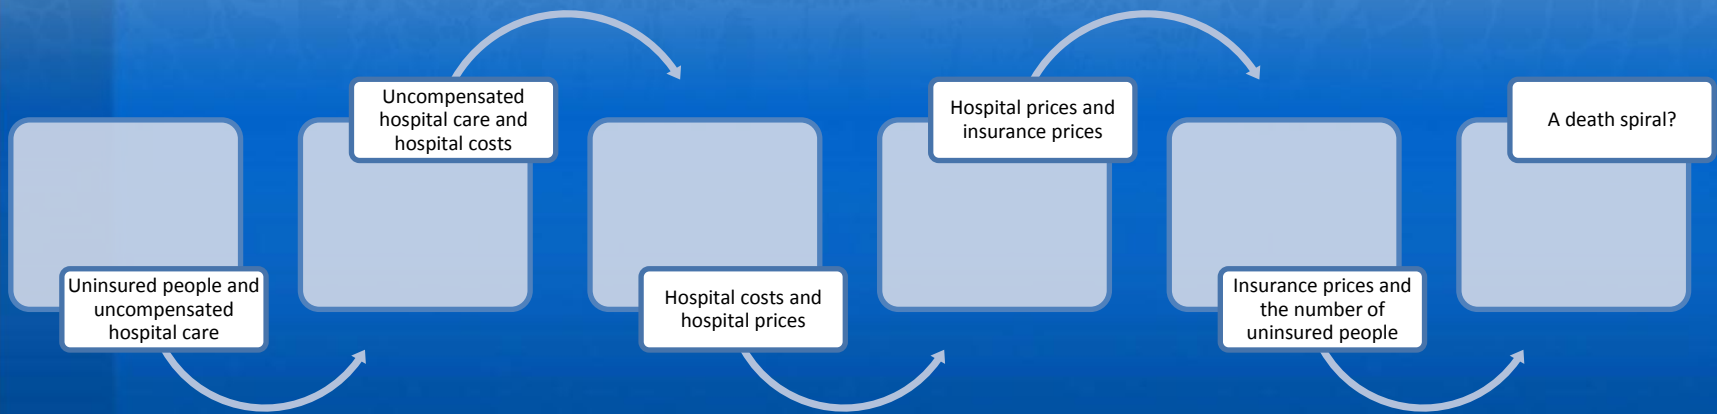 Uninsured people and
uncompensated
hospital care
Uncompensated
hospital care and
hospital costs
Hospital costs and
hospital prices
Hospital prices and
insurance prices
Insurance prices and
the number of
uninsured people
A death spiral?